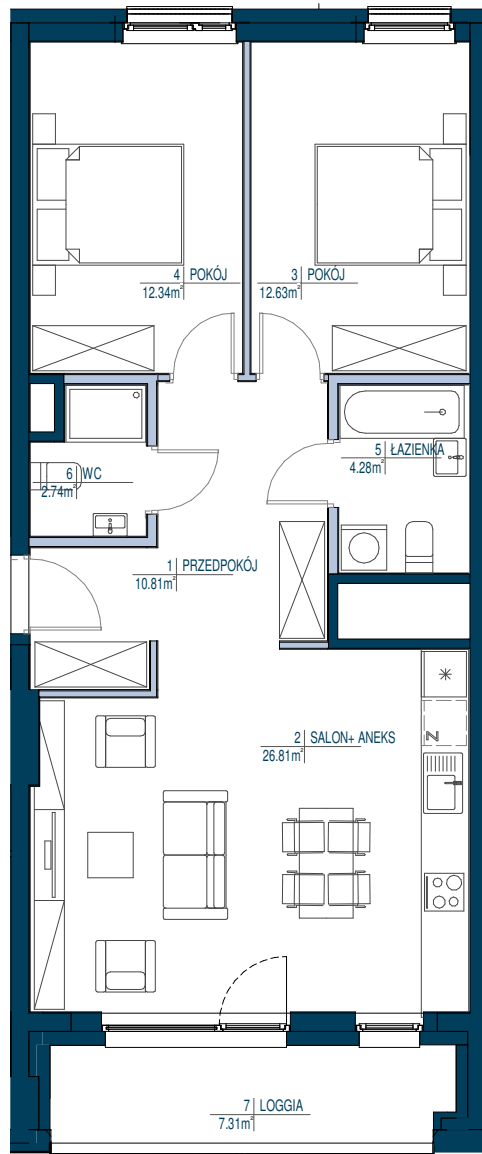 4 POKÓJ
12.34m²
3 POKÓJ
12.63m²
5 ŁAZIENKA
4.28m²
6 WC
2.74m²
1 PRZEDPOKÓJ
10.81m²
2 SALON+ ANEKS
26.81m²
Z
7 LOGGIA
7.31m²